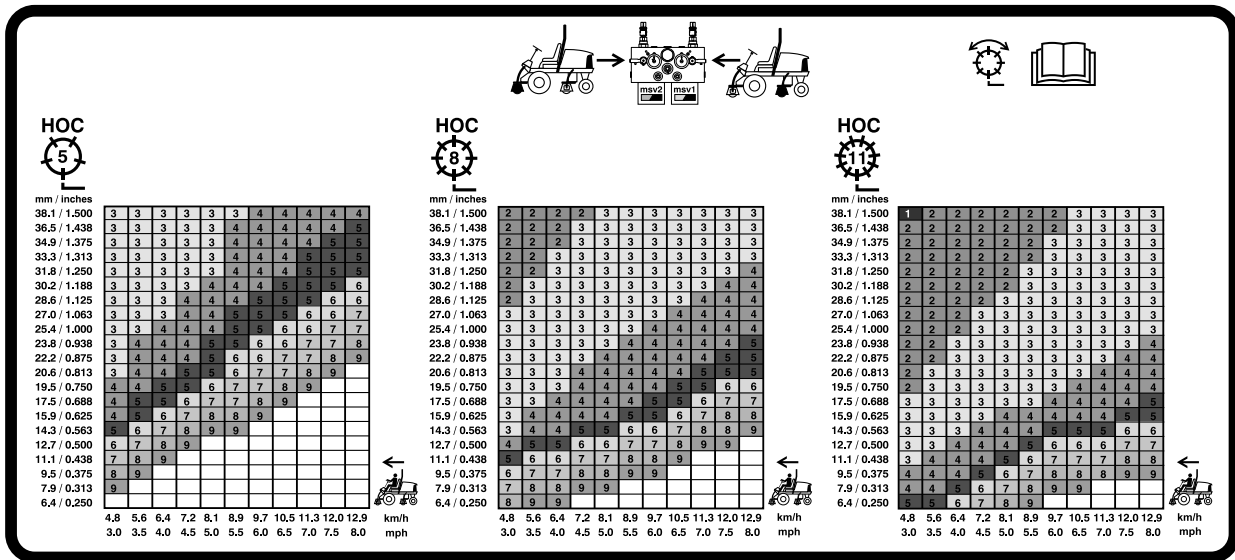 msv2 msv1
HOC HOC HOC
5 8 11
mm / inches
38.1 / 1.500 3 3 3 3 3 3 4 4 4 4 4
36.5 / 1.438 3 3 3 3 3 4 4 4 4 4 5
34.9 / 1.375 3 3 3 3 3 4 4 4 4 5 5
33.3 / 1.313 3 3 3 3 3 4 4 4 5 5 5
31.8 / 1.250 3 3 3 3 3 4 4 4 5 5 5
30.2 / 1.188 3 3 3 3 4 4 4 5 5 5 6
28.6 / 1.125 3 3 3 4 4 4 5 5 5 6 6
27.0 / 1.063 3 3 3 4 4 5 5 5 6 6 7
25.4 / 1.000 3 3 4 4 4 5 5 6 6 7 7
23.8 / 0.938 3 4 4 4 5 5 6 6 7 7 8
22.2 / 0.875 3 4 4 4 5 6 6 7 7 8 9
20.6 / 0.813 3 4 4 4 5 6 6 7 8 9
19.5 / 0.750 4 4 5 5 6 7 7 8 9
17.5 / 0.688 4 5 5 6 7 7 8 9
15.9 / 0.625 4 5 6 7 7 8 9
14.3 / 0.563 5 6 7 8 8 9
12.7 / 0.500 6 7 8 9
11.1 / 0.438 7 8 9
9.5 / 0.375 8 9
7.9 / 0.313 9
6.4 / 0.250
4.8 5.6 6.4 7.2 8.1 8.9 9.7 10.5 11.3 12.0 12.9 km/h
3.0 3.5 4.0 4.5 5.0 5.5 6.0 6.5 7.0 7.5 8.0 mph
mm / inches
38.1 / 1.500 2 2 2 2 3 3 3 3 3 3 3
36.5 / 1.438 2 2 2 3 3 3 3 3 3 3 3
34.9 / 1.375 2 2 2 3 3 3 3 3 3 3 3
33.3 / 1.313 2 2 3 3 3 3 3 3 3 3 3
31.8 / 1.250 2 2 3 3 3 3 3 3 3 3 4
30.2 / 1.188 2 3 3 3 3 3 3 3 3 4 4
28.6 / 1.125 2 3 3 3 3 3 3 3 4 4 4
27.0 / 1.063 3 3 3 3 3 3 3 4 4 4 4
25.4 / 1.000 3 3 3 3 3 3 4 4 4 4 4
23.8 / 0.938 3 3 3 3 3 4 4 4 4 4 5
22.2 / 0.875 3 3 3 3 4 4 4 4 4 5 5
20.6 / 0.813 3 3 3 4 4 4 4 4 5 5 5
19.5 / 0.750 3 3 3 4 4 4 4 5 5 6 6
17.5 / 0.688 3 3 4 4 4 4 5 5 6 6 7
15.9 / 0.625 3 3 4 4 4 5 5 6 7 7 8
14.3 / 0.563 3 4 4 5 5 6 6 7 7 8 8
12.7 / 0.500 4 5 5 6 6 7 7 8 9 9
11.1 / 0.438 5 6 6 7 7 8 8 9
9.5 / 0.375 6 7 7 8 8 9 9
7.9 / 0.313 7 8 8 9 9
6.4 / 0.250 8 9 9
4.8 5.6 6.4 7.2 8.1 8.9 9.7 10.5 11.3 12.0 12.9 km/h
3.0 3.5 4.0 4.5 5.0 5.5 6.0 6.5 7.0 7.5 8.0 mph
mm / inches
38.1 / 1.500 1 2 2 2 2 2 2 3 3 3 3
36.5 / 1.438 2 2 2 2 2 2 2 3 3 3 3
34.9 / 1.375 2 2 2 2 2 2 3 3 3 3 3
33.3 / 1.313 2 2 2 2 2 2 3 3 3 3 3
31.8 / 1.250 2 2 2 2 2 3 3 3 3 3 3
30.2 / 1.188 2 2 2 2 2 3 3 3 3 3 3
28.6 / 1.125 2 2 2 2 3 3 3 3 3 3 3
27.0 / 1.063 2 2 2 3 3 3 3 3 3 3 3
25.4 / 1.000 2 2 2 3 3 3 3 3 3 3 3
23.8 / 0.938 2 2 3 3 3 3 3 3 3 3 4
22.2 / 0.875 2 2 3 3 3 3 3 3 3 4 4
20.6 / 0.813 2 3 3 3 3 3 3 3 4 4 4
19.5 / 0.750 2 3 3 3 3 3 3 4 4 4 4
17.5 / 0.688 3 3 3 3 3 3 4 4 4 4 5
15.9 / 0.625 3 3 3 3 4 4 4 4 4 5 5
14.3 / 0.563 3 3 3 4 4 4 5 5 5 6 6
12.7 / 0.500 3 3 4 4 4 5 6 6 6 7 7
11.1 / 0.438 3 4 4 4 5 6 6 7 7 8 8
9.5 / 0.375 4 4 4 5 6 7 7 8 8 9 9
7.9 / 0.313 4 4 5 6 7 8 9 9
6.4 / 0.250 5 5 6 7 8 9
4.8 5.6 6.4 7.2 8.1 8.9 9.7 10.5 11.3 12.0 12.9 km/h
3.0 3.5 4.0 4.5 5.0 5.5 6.0 6.5 7.0 7.5 8.0 mph